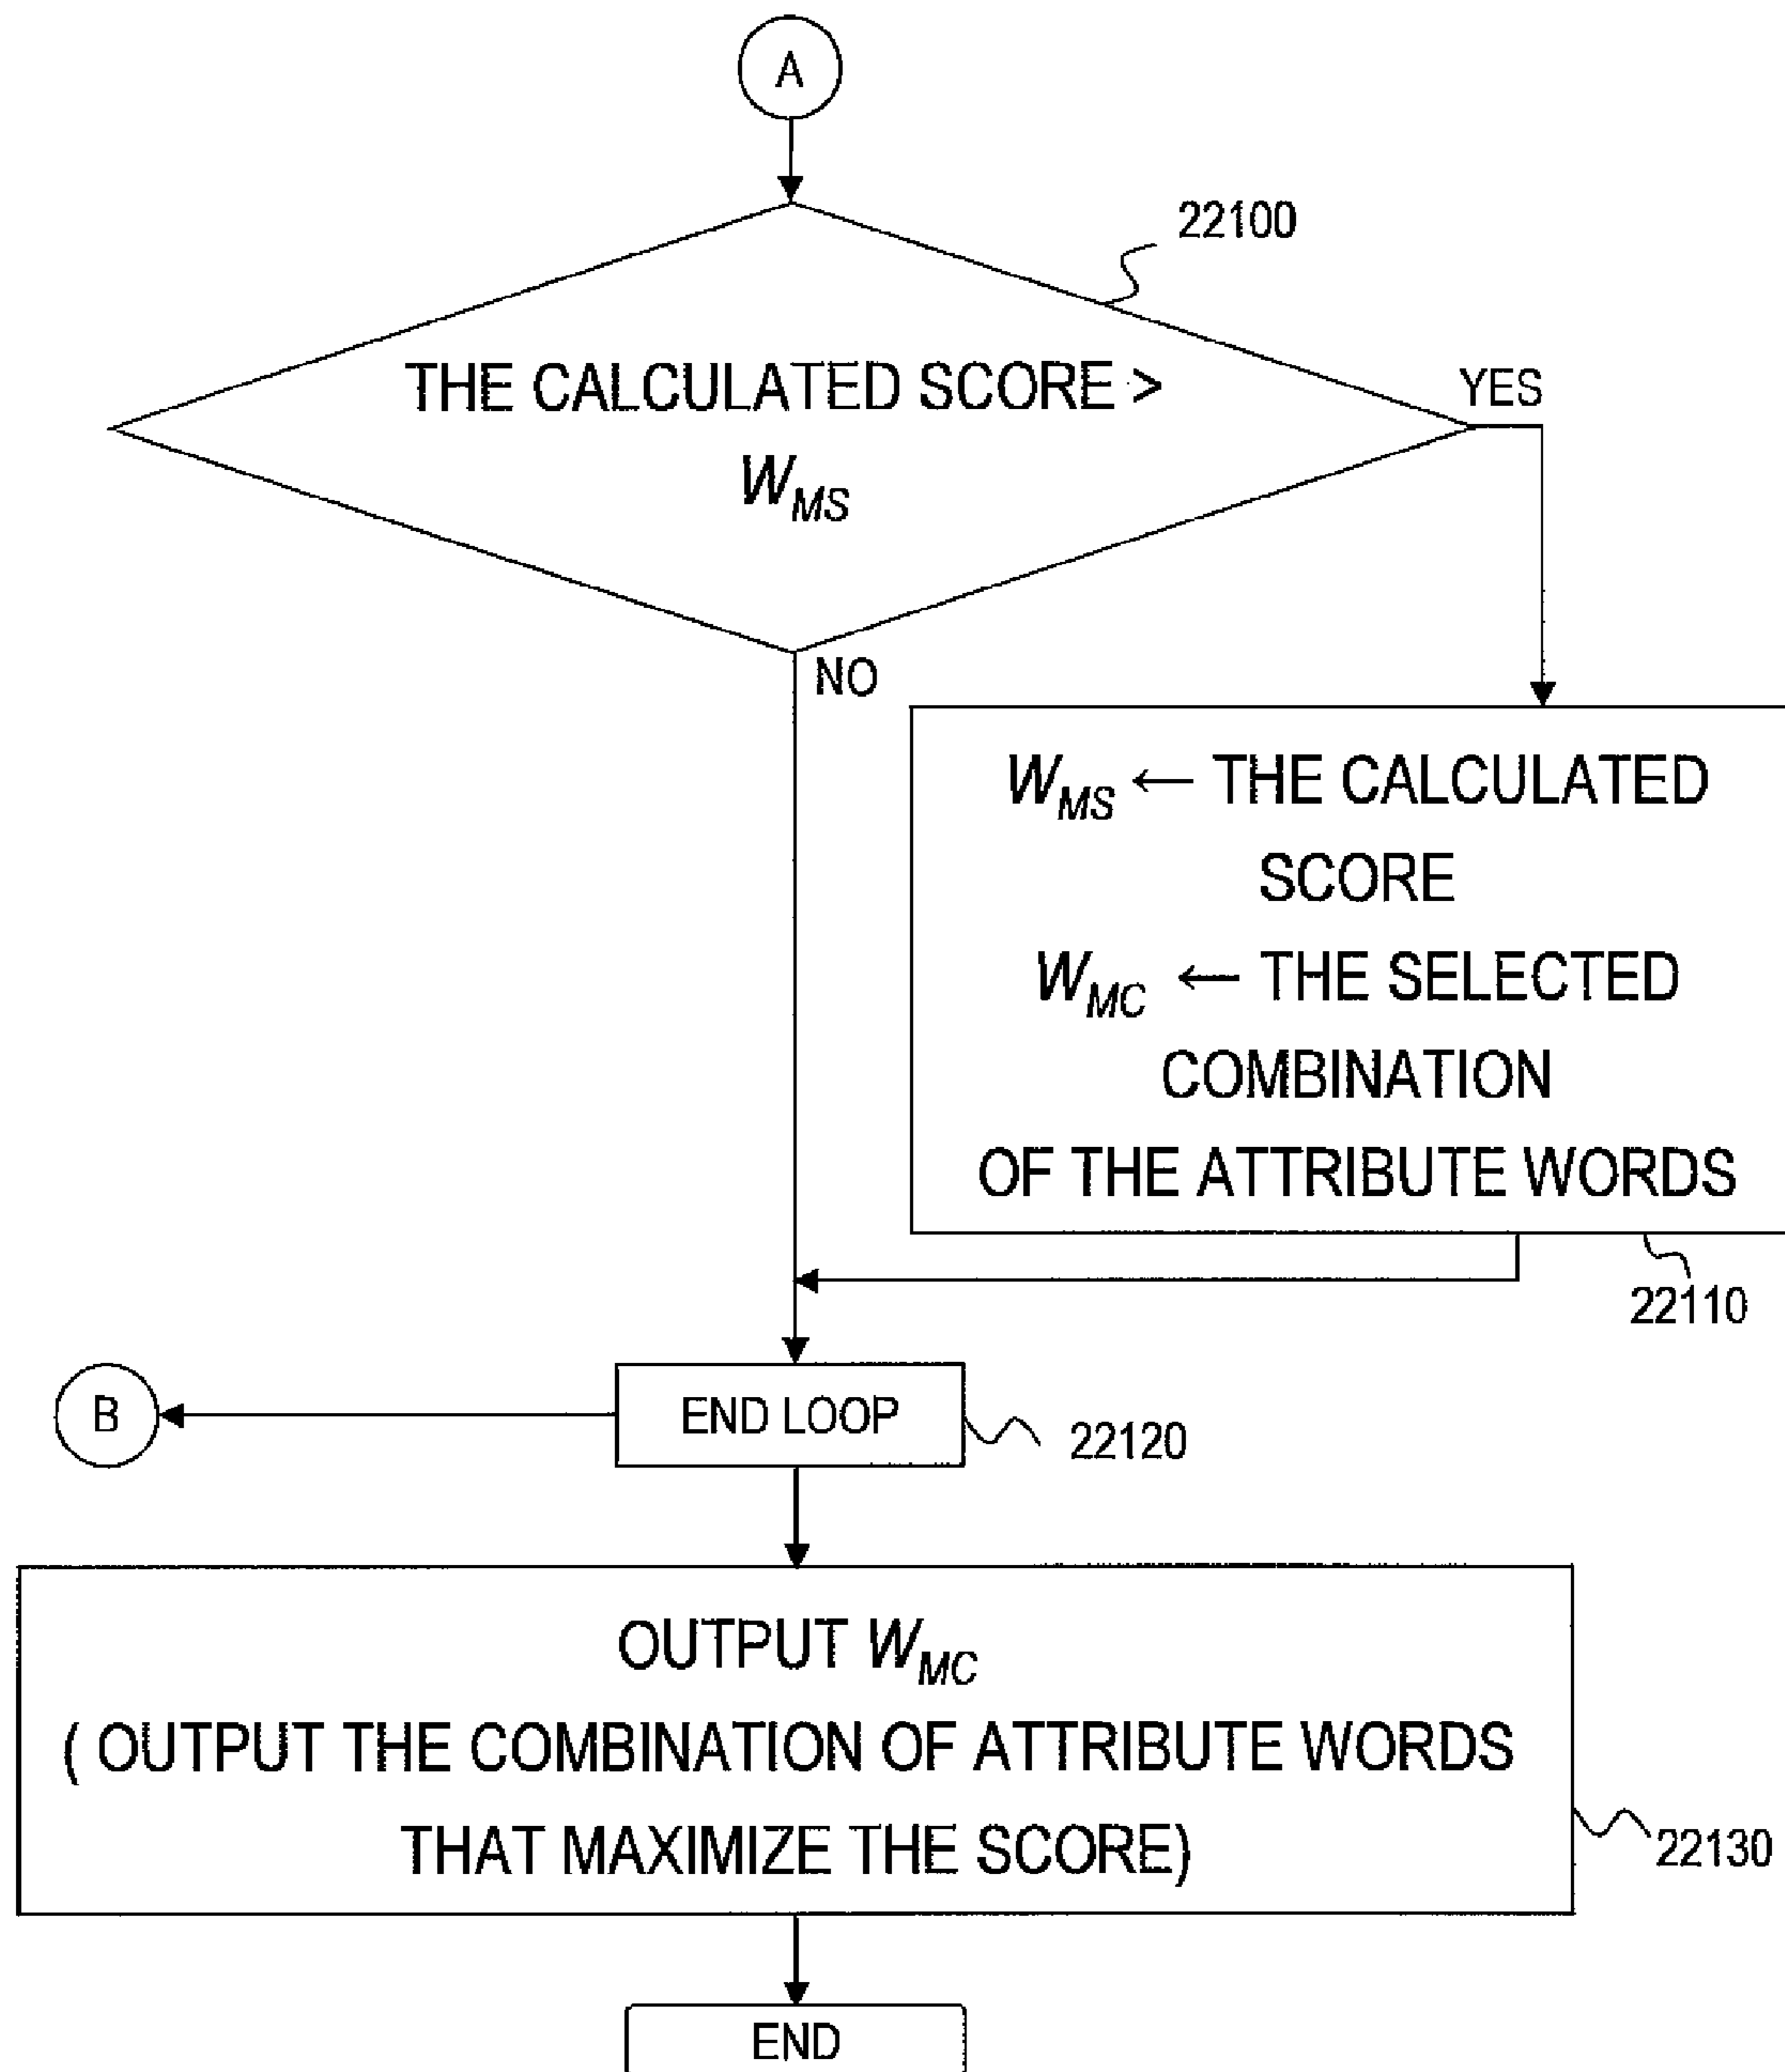 A
22100
THE CALCULATED SCORE >
W_MS
YES
NO
W_MS ← THE CALCULATED
SCORE
W_MC ← THE SELECTED
COMBINATION
OF THE ATTRIBUTE WORDS
22110
B
END LOOP
22120
OUTPUT W_MC
( OUTPUT THE COMBINATION OF ATTRIBUTE WORDS
THAT MAXIMIZE THE SCORE)
22130
END